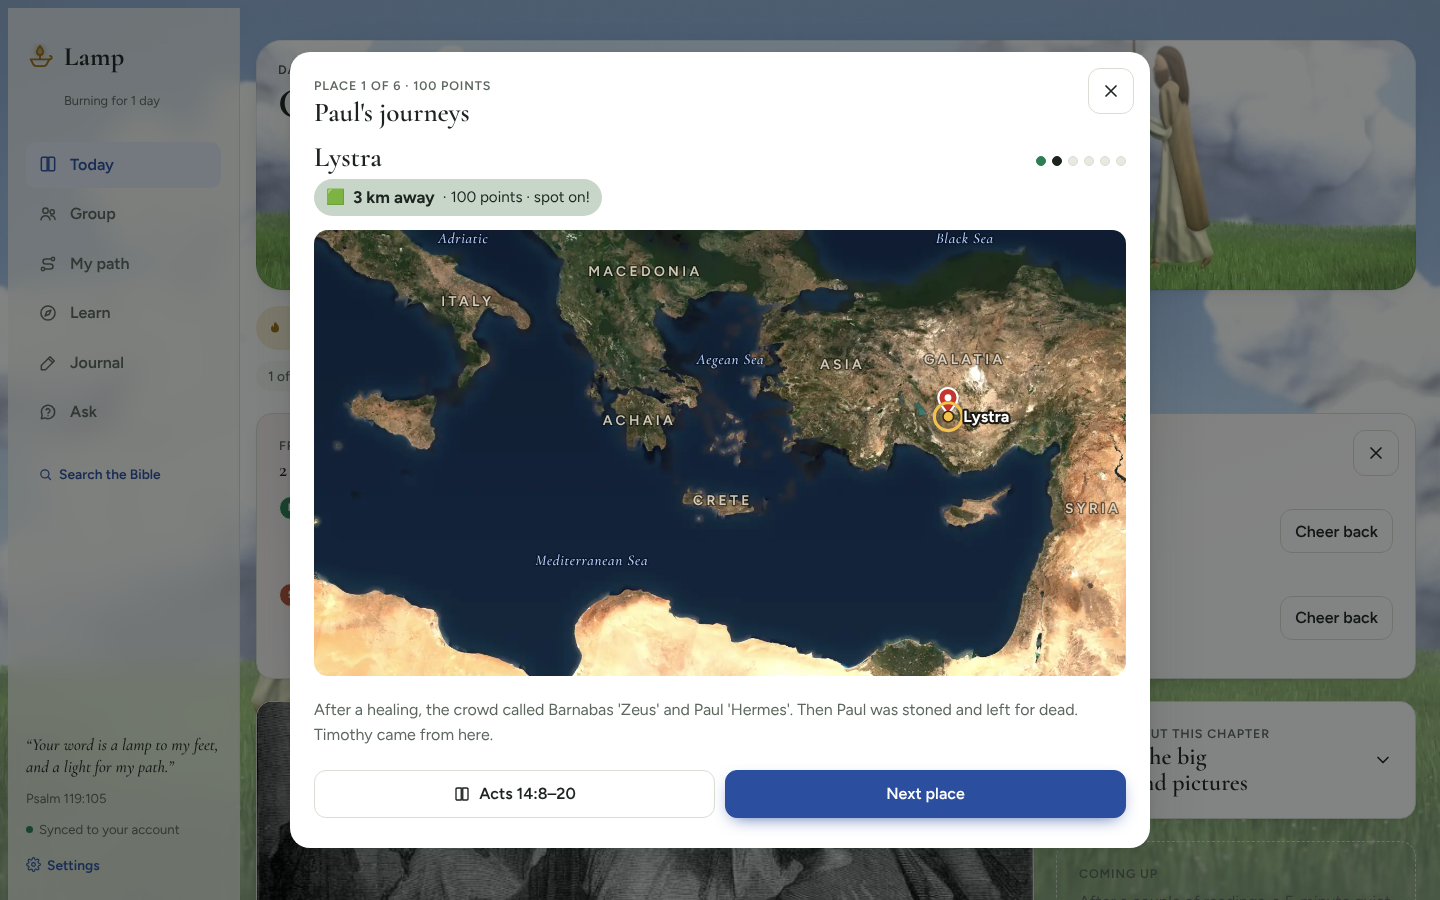 Lamp
Burning for 1 day
Today
Group
My path
Learn
Journal
Ask
Search the Bible
“Your word is a lamp to my feet,
and a light for my path.”
Psalm 119:105
Synced to your account
Settings
PLACE 1 OF 6 · 100 POINTS
Paul's journeys
Lystra
3 km away · 100 points · spot on!
Adriatic
Black Sea
MACEDONIA
ITALY
Aegean Sea
ASIA
GALATIA
ACHAIA
Lystra
CRETE
SYRIA
Mediterranean Sea
After a healing, the crowd called Barnabas 'Zeus' and Paul 'Hermes'. Then Paul was stoned and left for dead.
Timothy came from here.
Acts 14:8–20
Next place
1 of
2
Cheer back
Cheer back
THIS CHAPTER
big
pictures
COMING UP